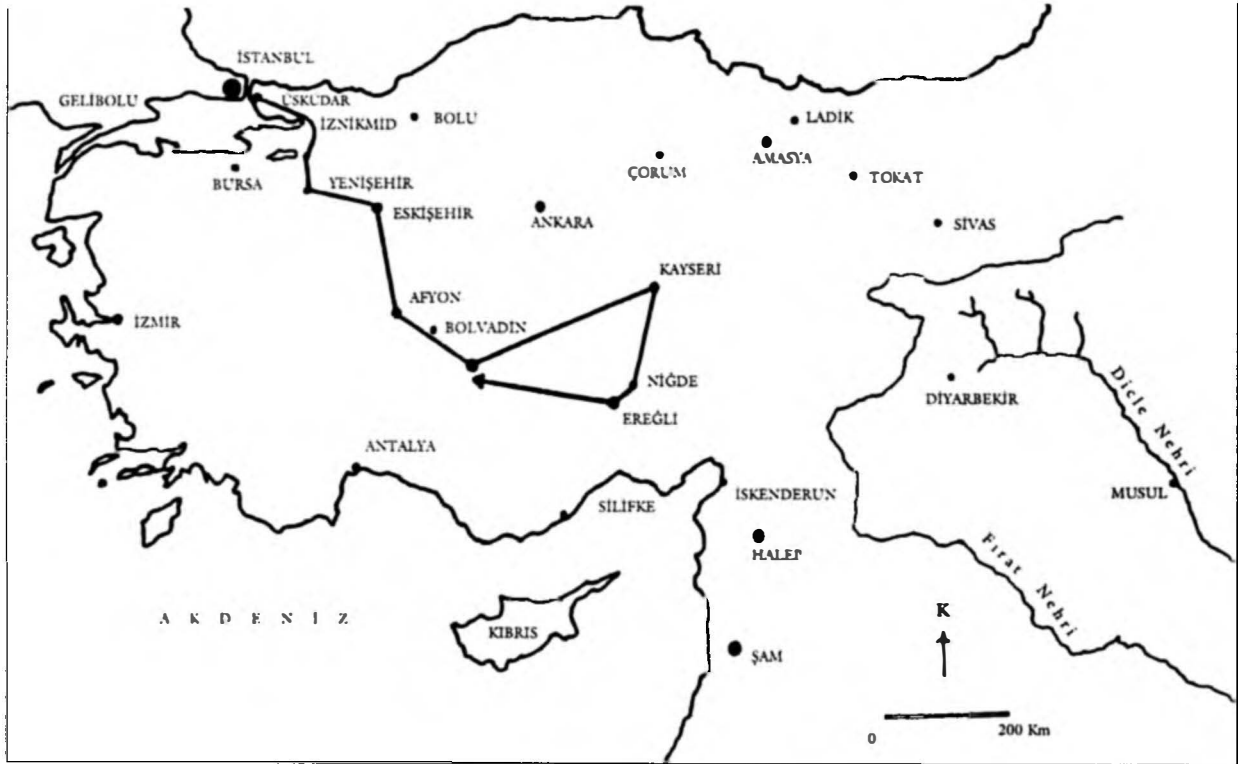 İSTANBUL
GELİBOLU
ÜSKÜDAR
İZNİKMİD
BOLU
LADİK
AMASYA
ÇORUM
TOKAT
BURSA
YENİŞEHİR
ESKİŞEHİR
ANKARA
SİVAS
KAYSERİ
AFYON
BOLVADİN
İZMİR
NİĞDE
EREĞLİ
DİYARBEKİR
Dicle Nehri
ANTALYA
SİLİFKE
İSKENDERUN
MUSUL
HALEP
Fırat Nehri
AKDENİZ
KIBRIS
K
ŞAM
0
200 Km